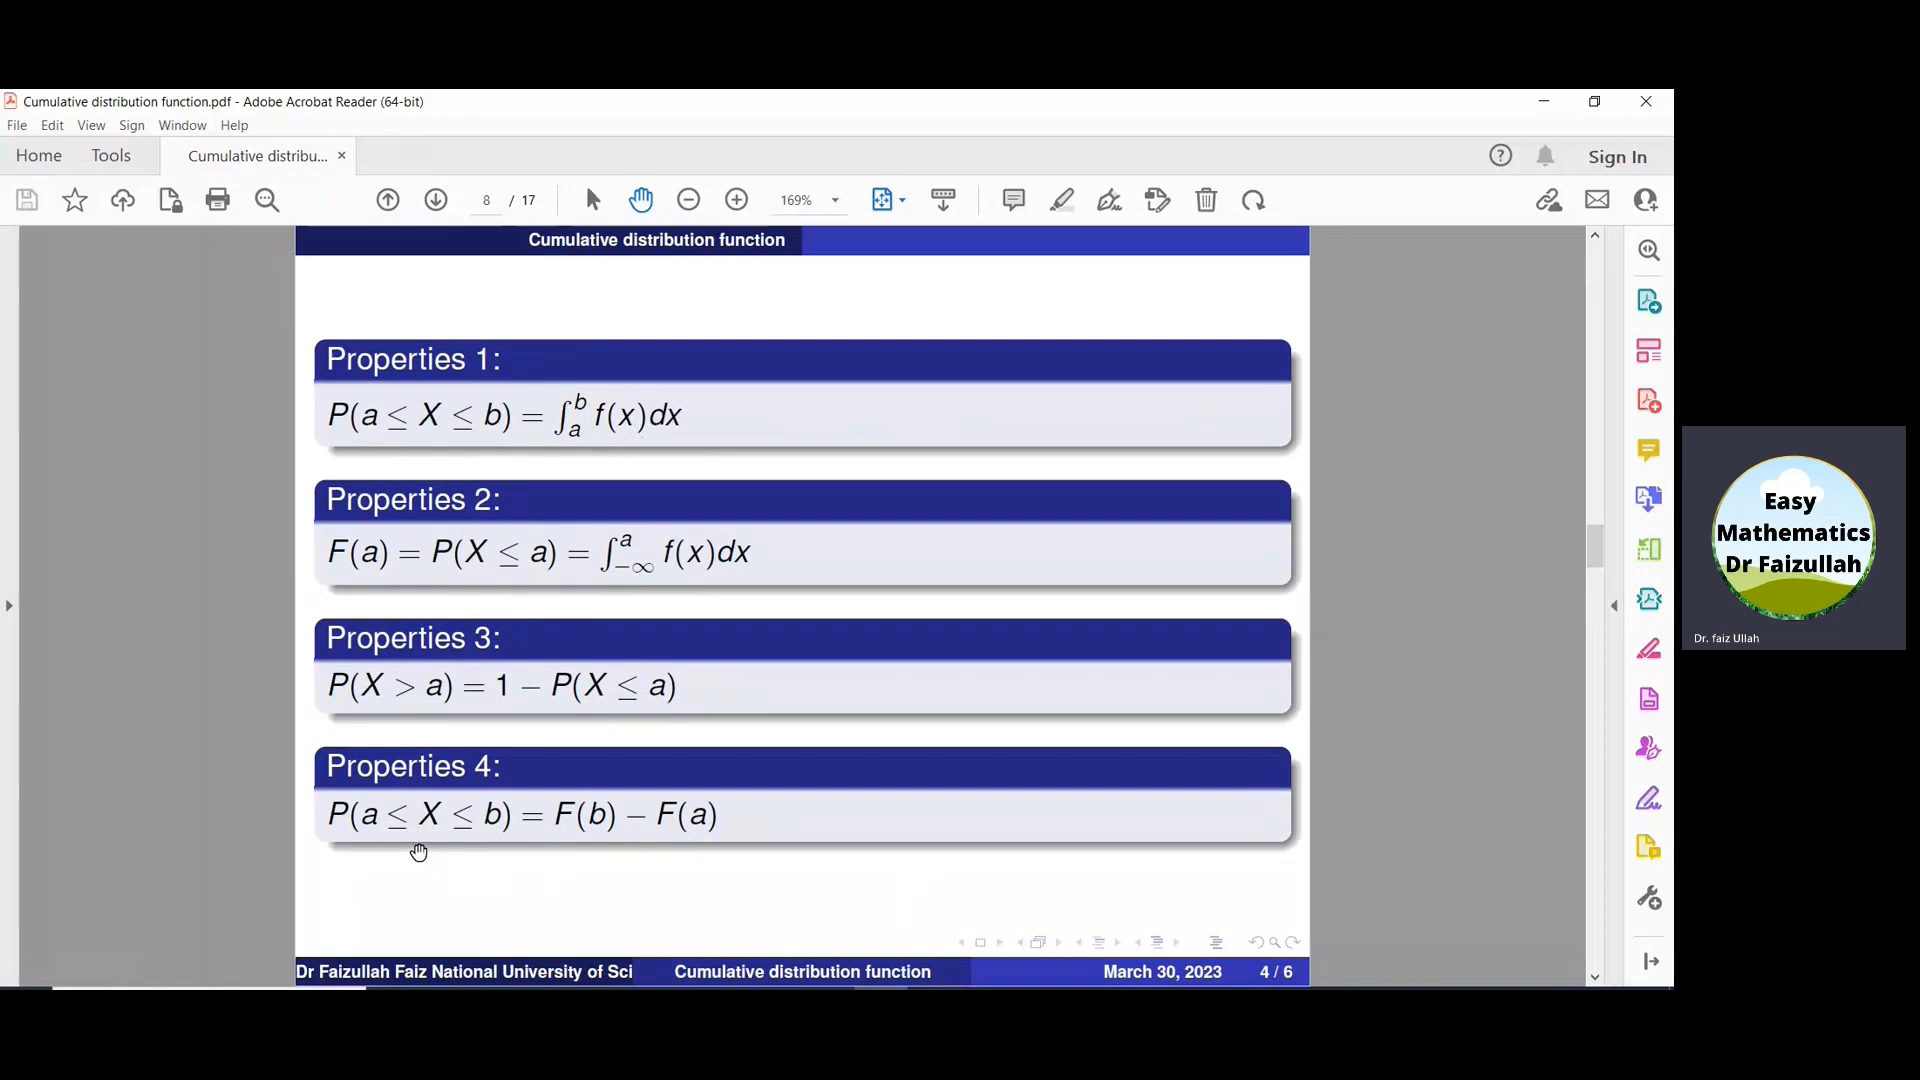 Cumulative distribution function.pdf - Adobe Acrobat Reader (64-bit)
File Edit View Sign Window Help
Home Tools Cumulative distribu... × Sign In
8 / 17 169%
Cumulative distribution function
Properties 1:
P(a ≤ X ≤ b) = ∫_a^b f(x)dx
Properties 2:
F(a) = P(X ≤ a) = ∫_{-∞}^a f(x)dx
Properties 3:
P(X > a) = 1 − P(X ≤ a)
Properties 4:
P(a ≤ X ≤ b) = F(b) − F(a)
Dr Faizullah Faiz National University of Sci Cumulative distribution function March 30, 2023 4 / 6
Easy
Mathematics
Dr Faizullah
Dr. faiz Ullah